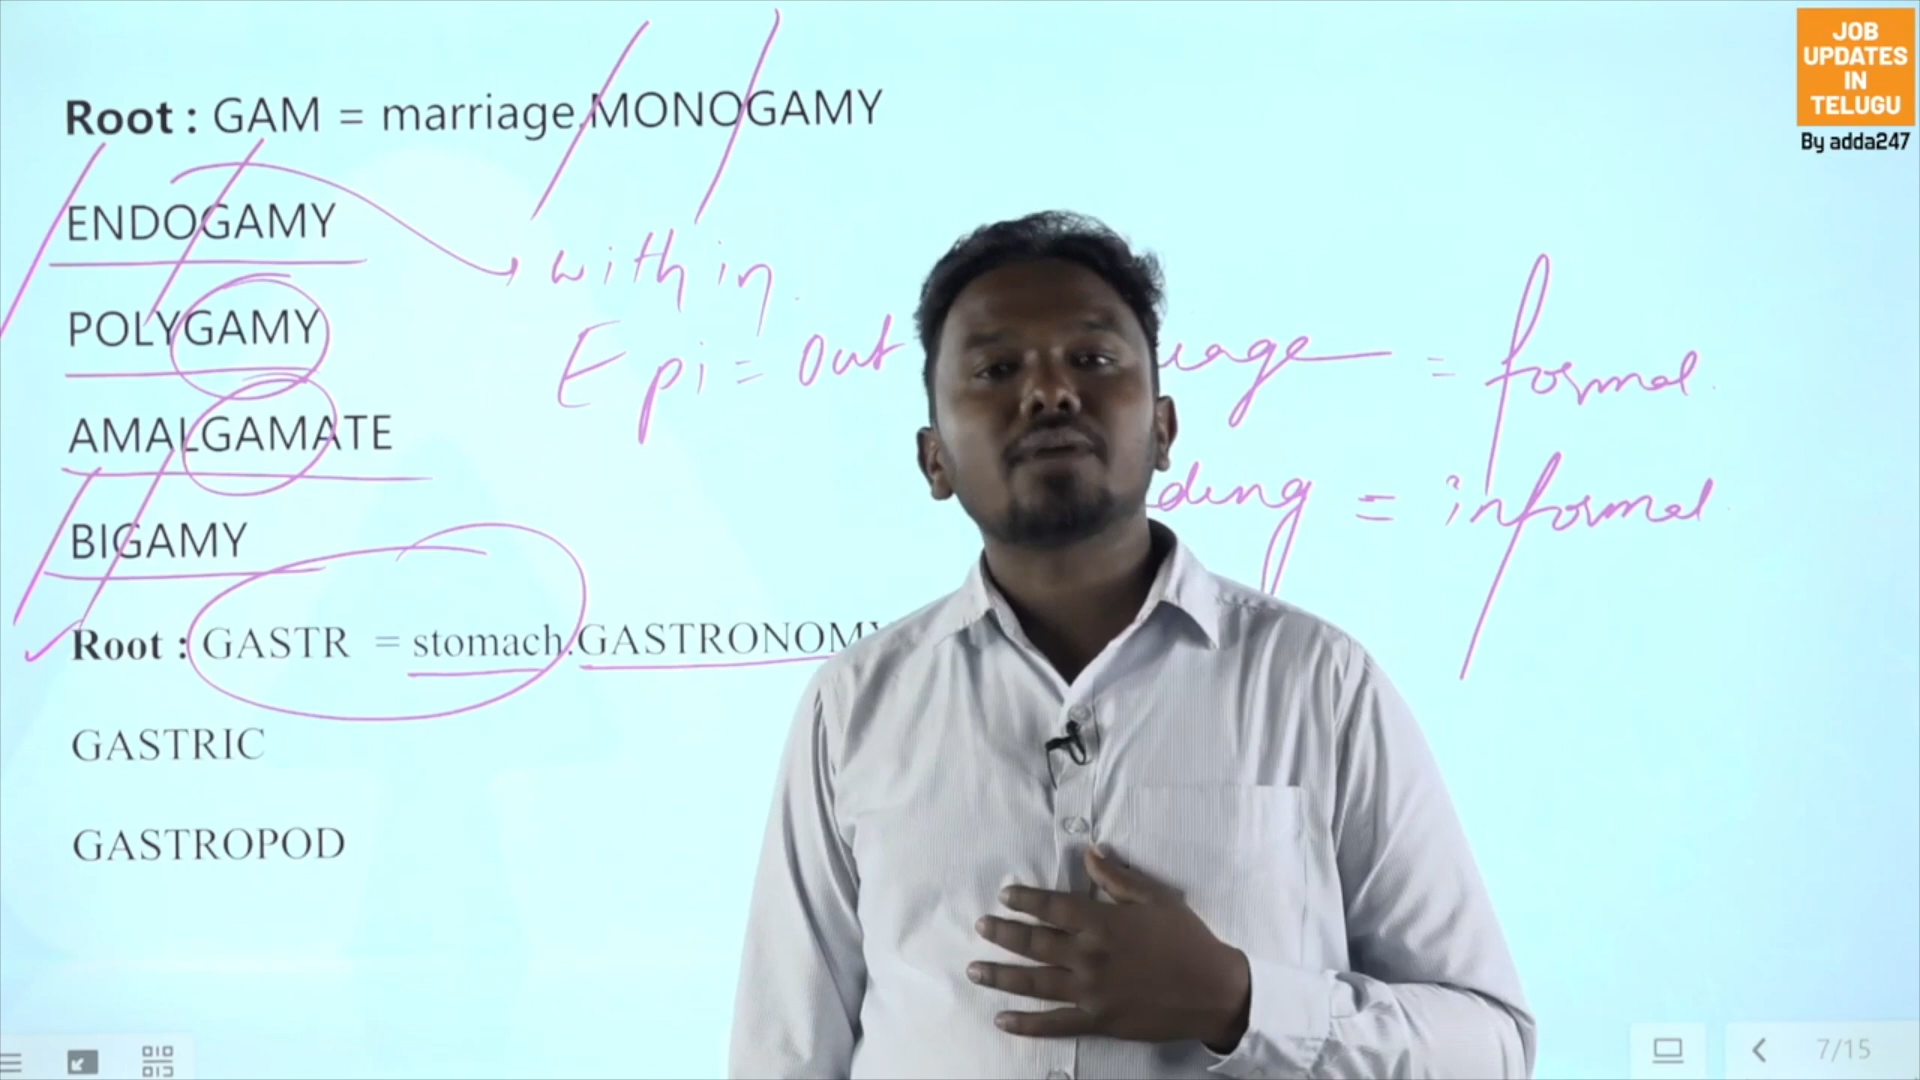 JOB
UPDATES
IN
TELUGU
By adda247
Root : GAM = marriage.MONOGAMY
ENDOGAMY
with in
POLYGAMY
Epi = out
= formal
AMALGAMATE
= informal
BIGAMY
Root : GASTR = stomach.GASTRONOMY
GASTRIC
GASTROPOD
7/15